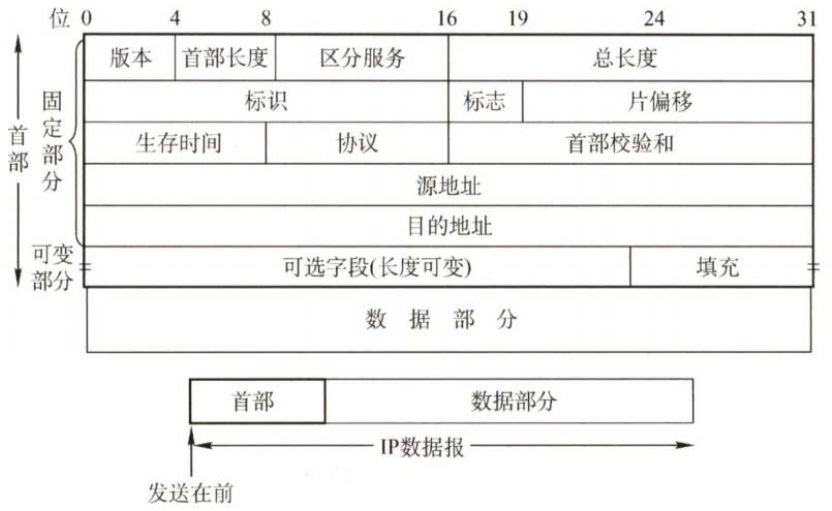 位 0 4 8 16 19 24 31
版本 首部长度 区分服务 总长度
标识 标志 片偏移
生存时间 协议 首部校验和
源地址
目的地址
可选字段(长度可变) 填充
数据部分
首部
固定部分
可变部分
首部 数据部分
IP数据报
发送在前